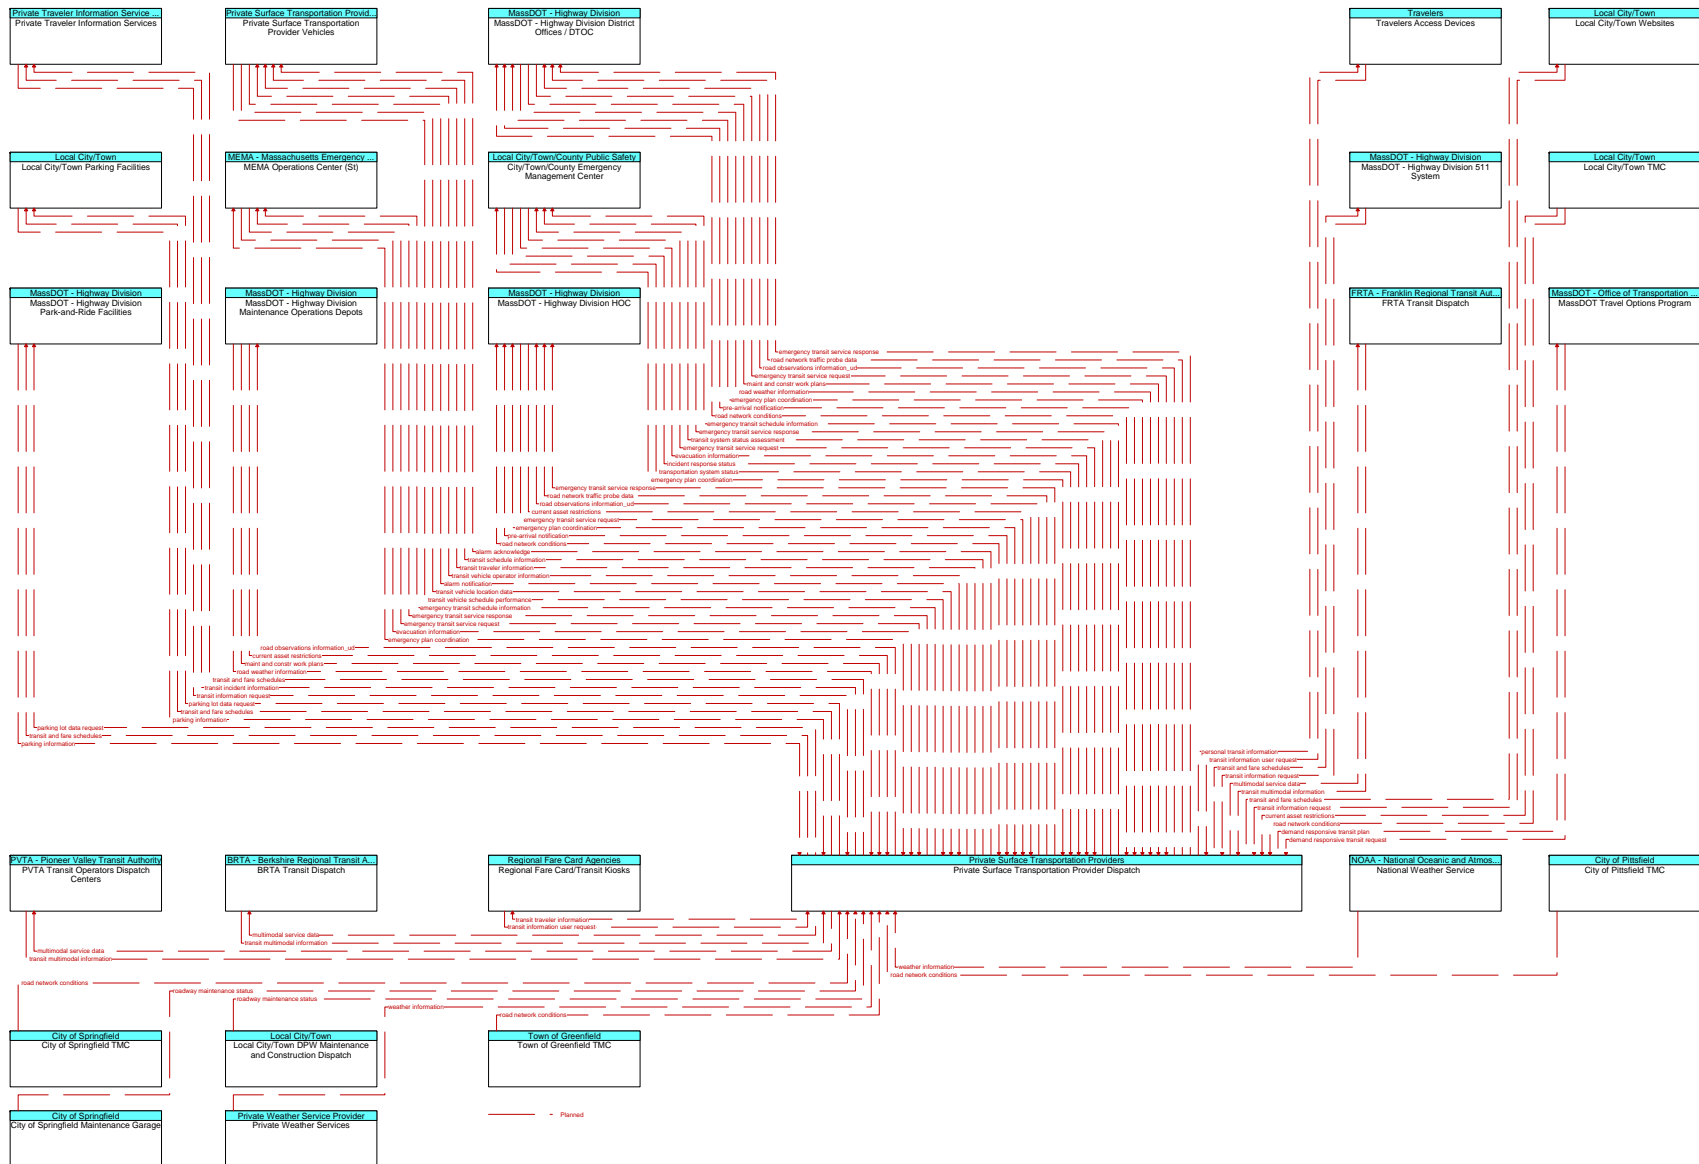 Private Traveler Information Service ...
Private Traveler Information Services
Private Surface Transportation Provid...
Private Surface Transportation
Provider Vehicles
MassDOT - Highway Division
MassDOT - Highway Division District
Offices / DTOC
Travelers
Travelers Access Devices
Local City/Town
Local City/Town Websites
Local City/Town
Local City/Town Parking Facilities
MEMA - Massachusetts Emergency ...
MEMA Operations Center (St)
Local City/Town/County Public Safety
City/Town/County Emergency
Management Center
MassDOT - Highway Division
MassDOT - Highway Division 511
System
Local City/Town
Local City/Town TMC
MassDOT - Highway Division
MassDOT - Highway Division
Park-and-Ride Facilities
MassDOT - Highway Division
MassDOT - Highway Division
Maintenance Operations Depots
MassDOT - Highway Division
MassDOT - Highway Division HOC
FRTA - Franklin Regional Transit Aut...
FRTA Transit Dispatch
MassDOT - Office of Transportation ...
MassDOT Travel Options Program
emergency transit service response
road network traffic probe data
road observations information_ud
emergency transit service request
maint and constr work plans
road weather information
emergency plan coordination
pre-arrival notification
road network conditions
emergency transit schedule information
emergency transit service response
transit system status assessment
emergency transit service request
evacuation information
incident response status
transportation system status
emergency plan coordination
emergency transit service response
road network traffic probe data
road observations information_ud
current asset restrictions
emergency transit service request
emergency plan coordination
pre-arrival notification
road network conditions
alarm acknowledge
transit schedule information
transit traveler information
transit vehicle operator information
alarm notification
transit vehicle location data
transit vehicle schedule performance
emergency transit schedule information
emergency transit service response
emergency transit service request
evacuation information
emergency plan coordination
road observations information_ud
current asset restrictions
maint and constr work plans
road weather information
transit and fare schedules
transit incident information
transit information request
parking lot data request
transit and fare schedules
parking information
parking lot data request
transit and fare schedules
parking information
personal transit information
transit information user request
transit and fare schedules
transit information request
multimodal service data
transit multimodal information
transit and fare schedules
transit information request
current asset restrictions
road network conditions
demand responsive transit plan
demand responsive transit request
PVTA - Pioneer Valley Transit Authority
PVTA Transit Operators Dispatch
Centers
BRTA - Berkshire Regional Transit A...
BRTA Transit Dispatch
Regional Fare Card Agencies
Regional Fare Card/Transit Kiosks
Private Surface Transportation Providers
Private Surface Transportation Provider Dispatch
NOAA - National Oceanic and Atmos...
National Weather Service
City of Pittsfield
City of Pittsfield TMC
transit traveler information
transit information user request
multimodal service data
transit multimodal information
multimodal service data
transit multimodal information
weather information
road network conditions
road network conditions
roadway maintenance status
roadway maintenance status
weather information
road network conditions
City of Springfield
City of Springfield TMC
Local City/Town
Local City/Town DPW Maintenance
and Construction Dispatch
Town of Greenfield
Town of Greenfield TMC
City of Springfield
City of Springfield Maintenance Garage
Private Weather Service Provider
Private Weather Services
Planned